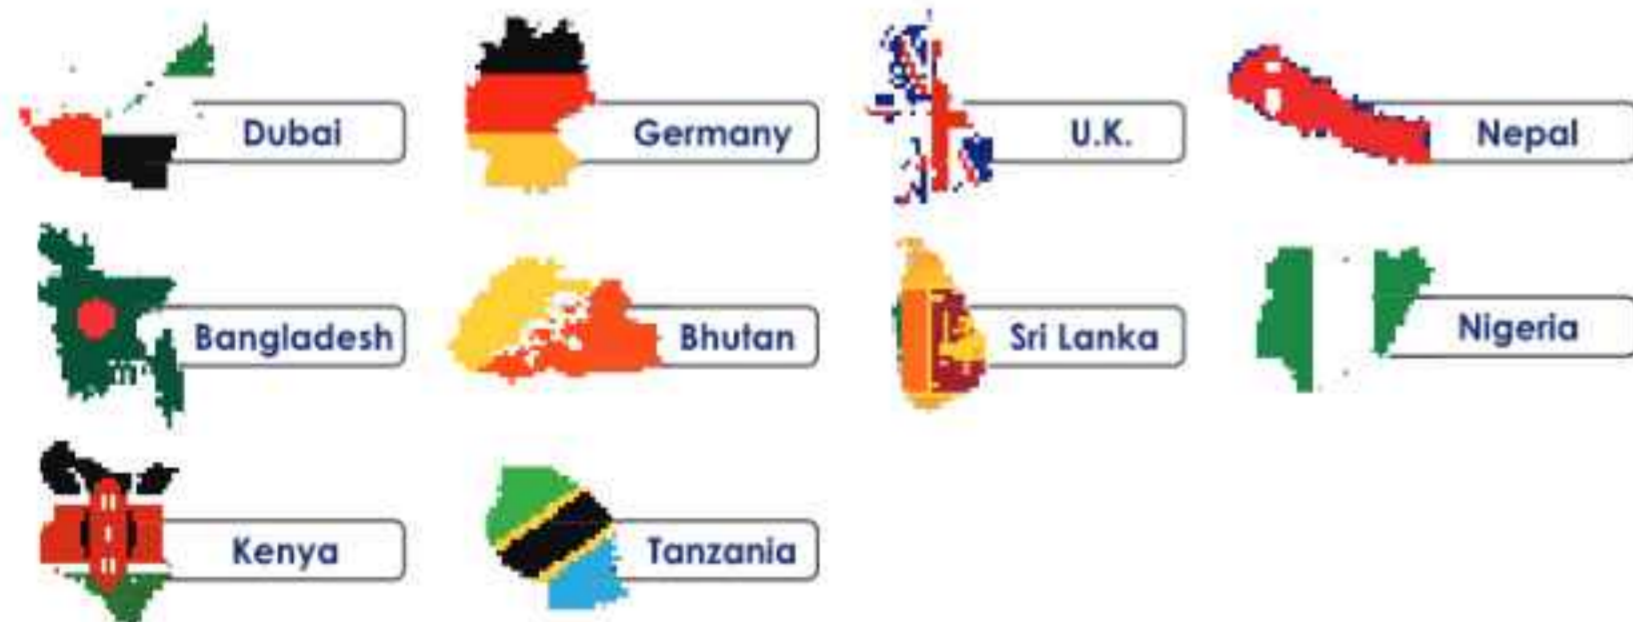 Dubai
Germany
U.K.
Nepal
Bangladesh
Bhutan
Sri Lanka
Nigeria
Kenya
Tanzania